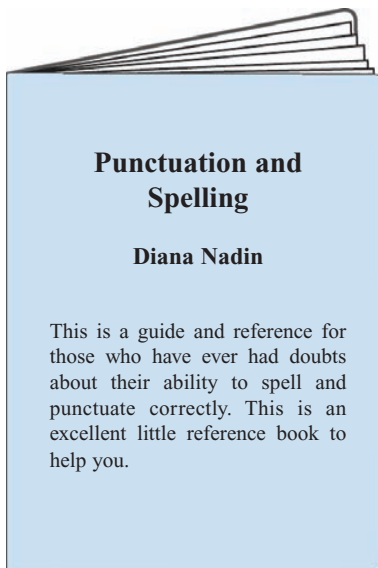 Punctuation and
Spelling
Diana Nadin
This is a guide and reference for
those who have ever had doubts
about their ability to spell and
punctuate correctly. This is an
excellent little reference book to
help you.